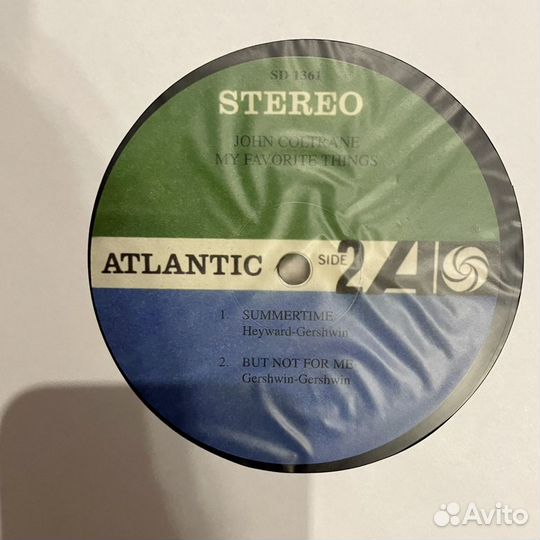 SD 1361
STEREO
JOHN COLTRANE
MY FAVORITE THINGS
ATLANTIC SIDE 2 A
1. SUMMERTIME
Heyward-Gershwin
2. BUT NOT FOR ME
Gershwin-Gershwin
Avito